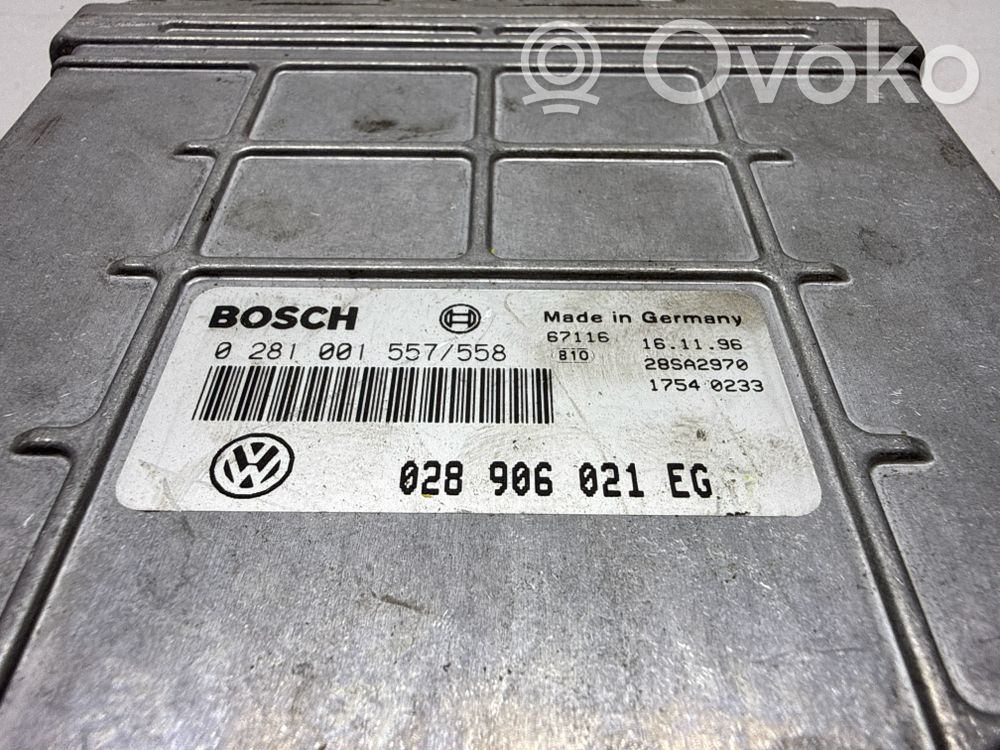 Ovoko
BOSCH
Made in Germany
0 281 001 557/558
67116 16.11.96
810 28SA2970
1754 0233
VW
028 906 021 EG